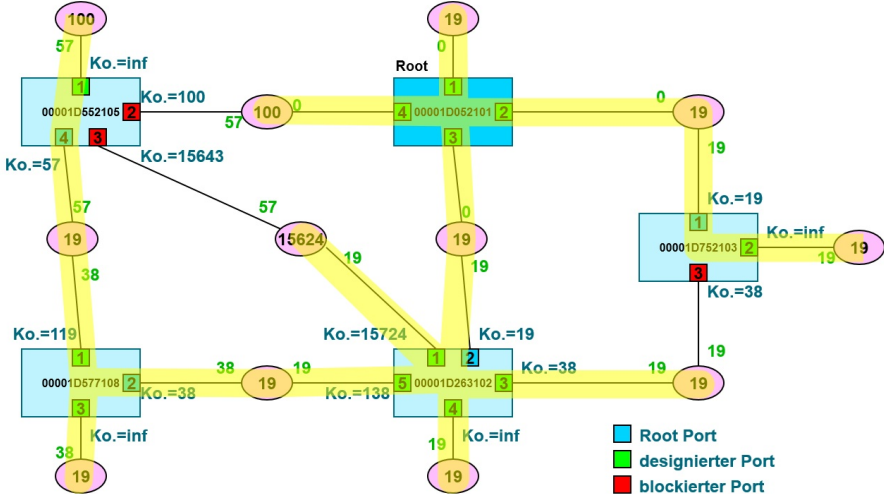 100
19
57
0
Ko.=inf
Root
1
1
00001D552105
2
Ko.=100
57
100
0
4
00001D052101
2
0
19
4
3
3
19
Ko.=57
Ko.=15643
Ko.=19
57
57
0
1
Ko.=inf
19
15624
19
00001D752103
2
19
19
38
19
19
3
Ko.=38
Ko.=119
Ko.=15724
Ko.=19
19
1
38
19
1
2
Ko.=38
19
00001D577108
2
19
5
00001D263102
3
19
Ko.=38
Ko.=138
3
4
38
Ko.=inf
19
Ko.=inf
Root Port
designierter Port
19
19
blockierter Port